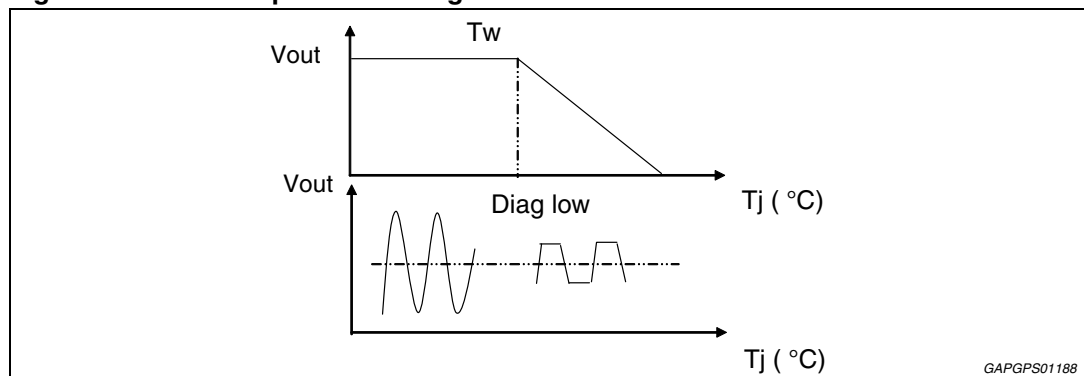 Tw
Vout
Vout
Tj ( °C)
Diag low
Tj ( °C)
GAPGPS01188